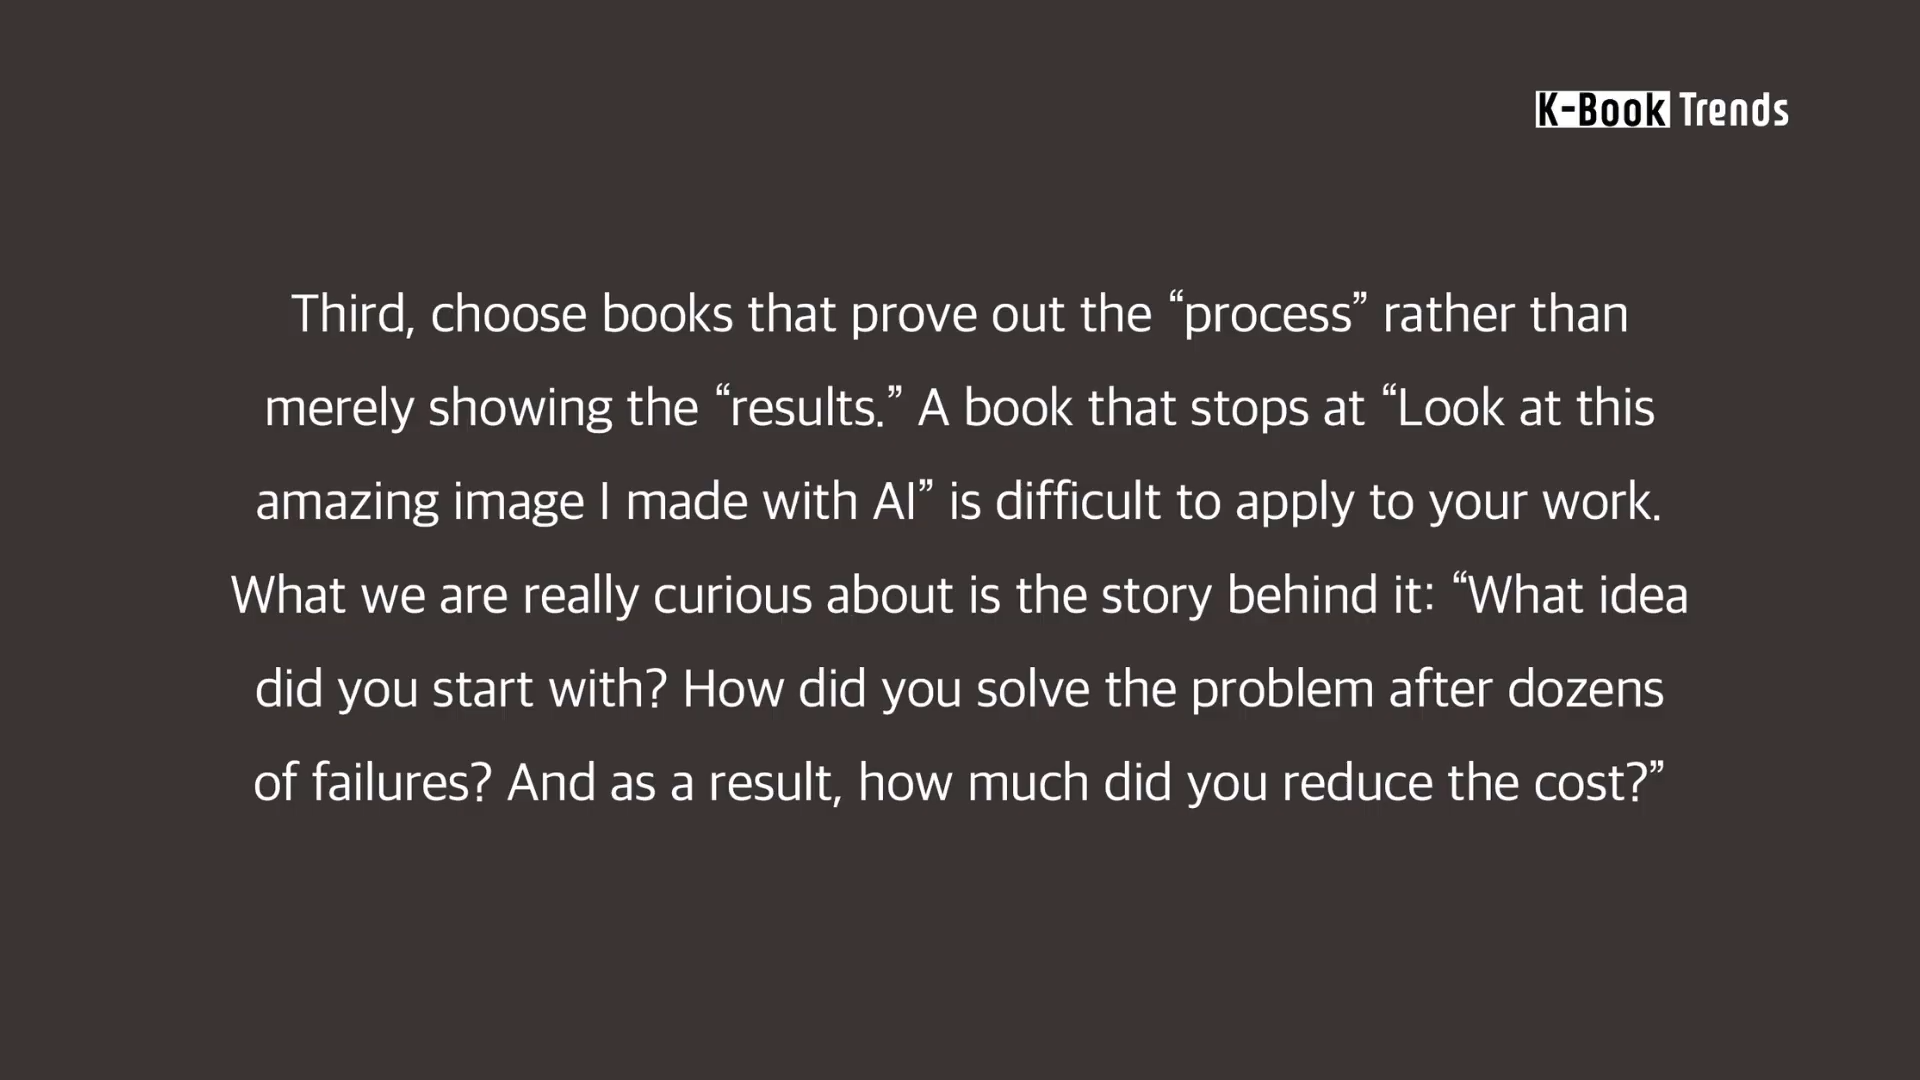 K-Book Trends
Third, choose books that prove out the “process” rather than
merely showing the “results.” A book that stops at “Look at this
amazing image I made with AI” is difficult to apply to your work.
What we are really curious about is the story behind it: “What idea
did you start with? How did you solve the problem after dozens
of failures? And as a result, how much did you reduce the cost?”